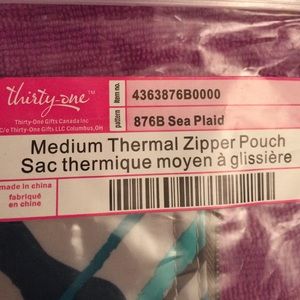 thirty-one™
Thirty-One Gifts Canada Inc
C/o Thirty-One Gifts LLC Columbus,OH
item no.
4363876B0000
pattern
876B Sea Plaid
Medium Thermal Zipper Pouch
Sac thermique moyen à glissière
made in china
fabriqué
en chine